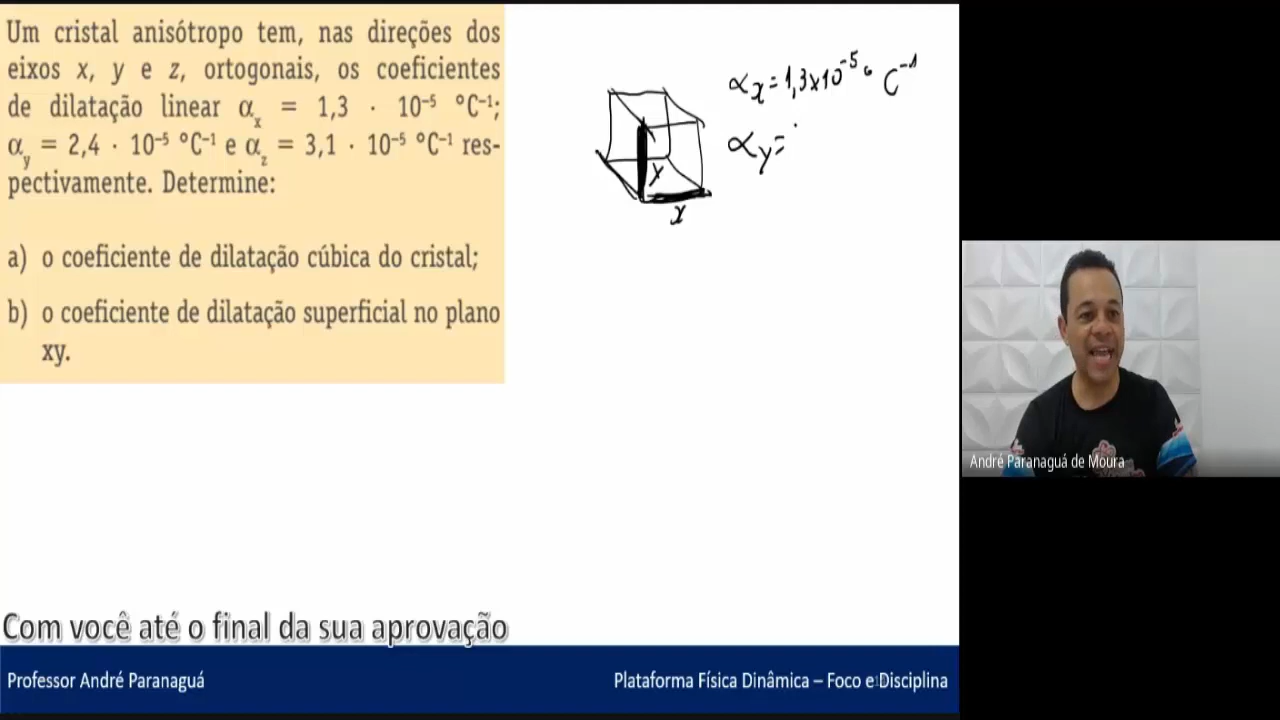 Um cristal anisótropo tem, nas direções dos
eixos x, y e z, ortogonais, os coeficientes
de dilatação linear αx = 1,3 · 10⁻⁵ °C⁻¹;
αy = 2,4 · 10⁻⁵ °C⁻¹ e αz = 3,1 · 10⁻⁵ °C⁻¹ res-
pectivamente. Determine:
a) o coeficiente de dilatação cúbica do cristal;
b) o coeficiente de dilatação superficial no plano
xy.
αx = 1,3x10⁻⁵ °C⁻¹
αy =
y
x
André Paranaguá de Moura
Com você até o final da sua aprovação
Professor André Paranaguá
Plataforma Física Dinâmica – Foco e Disciplina